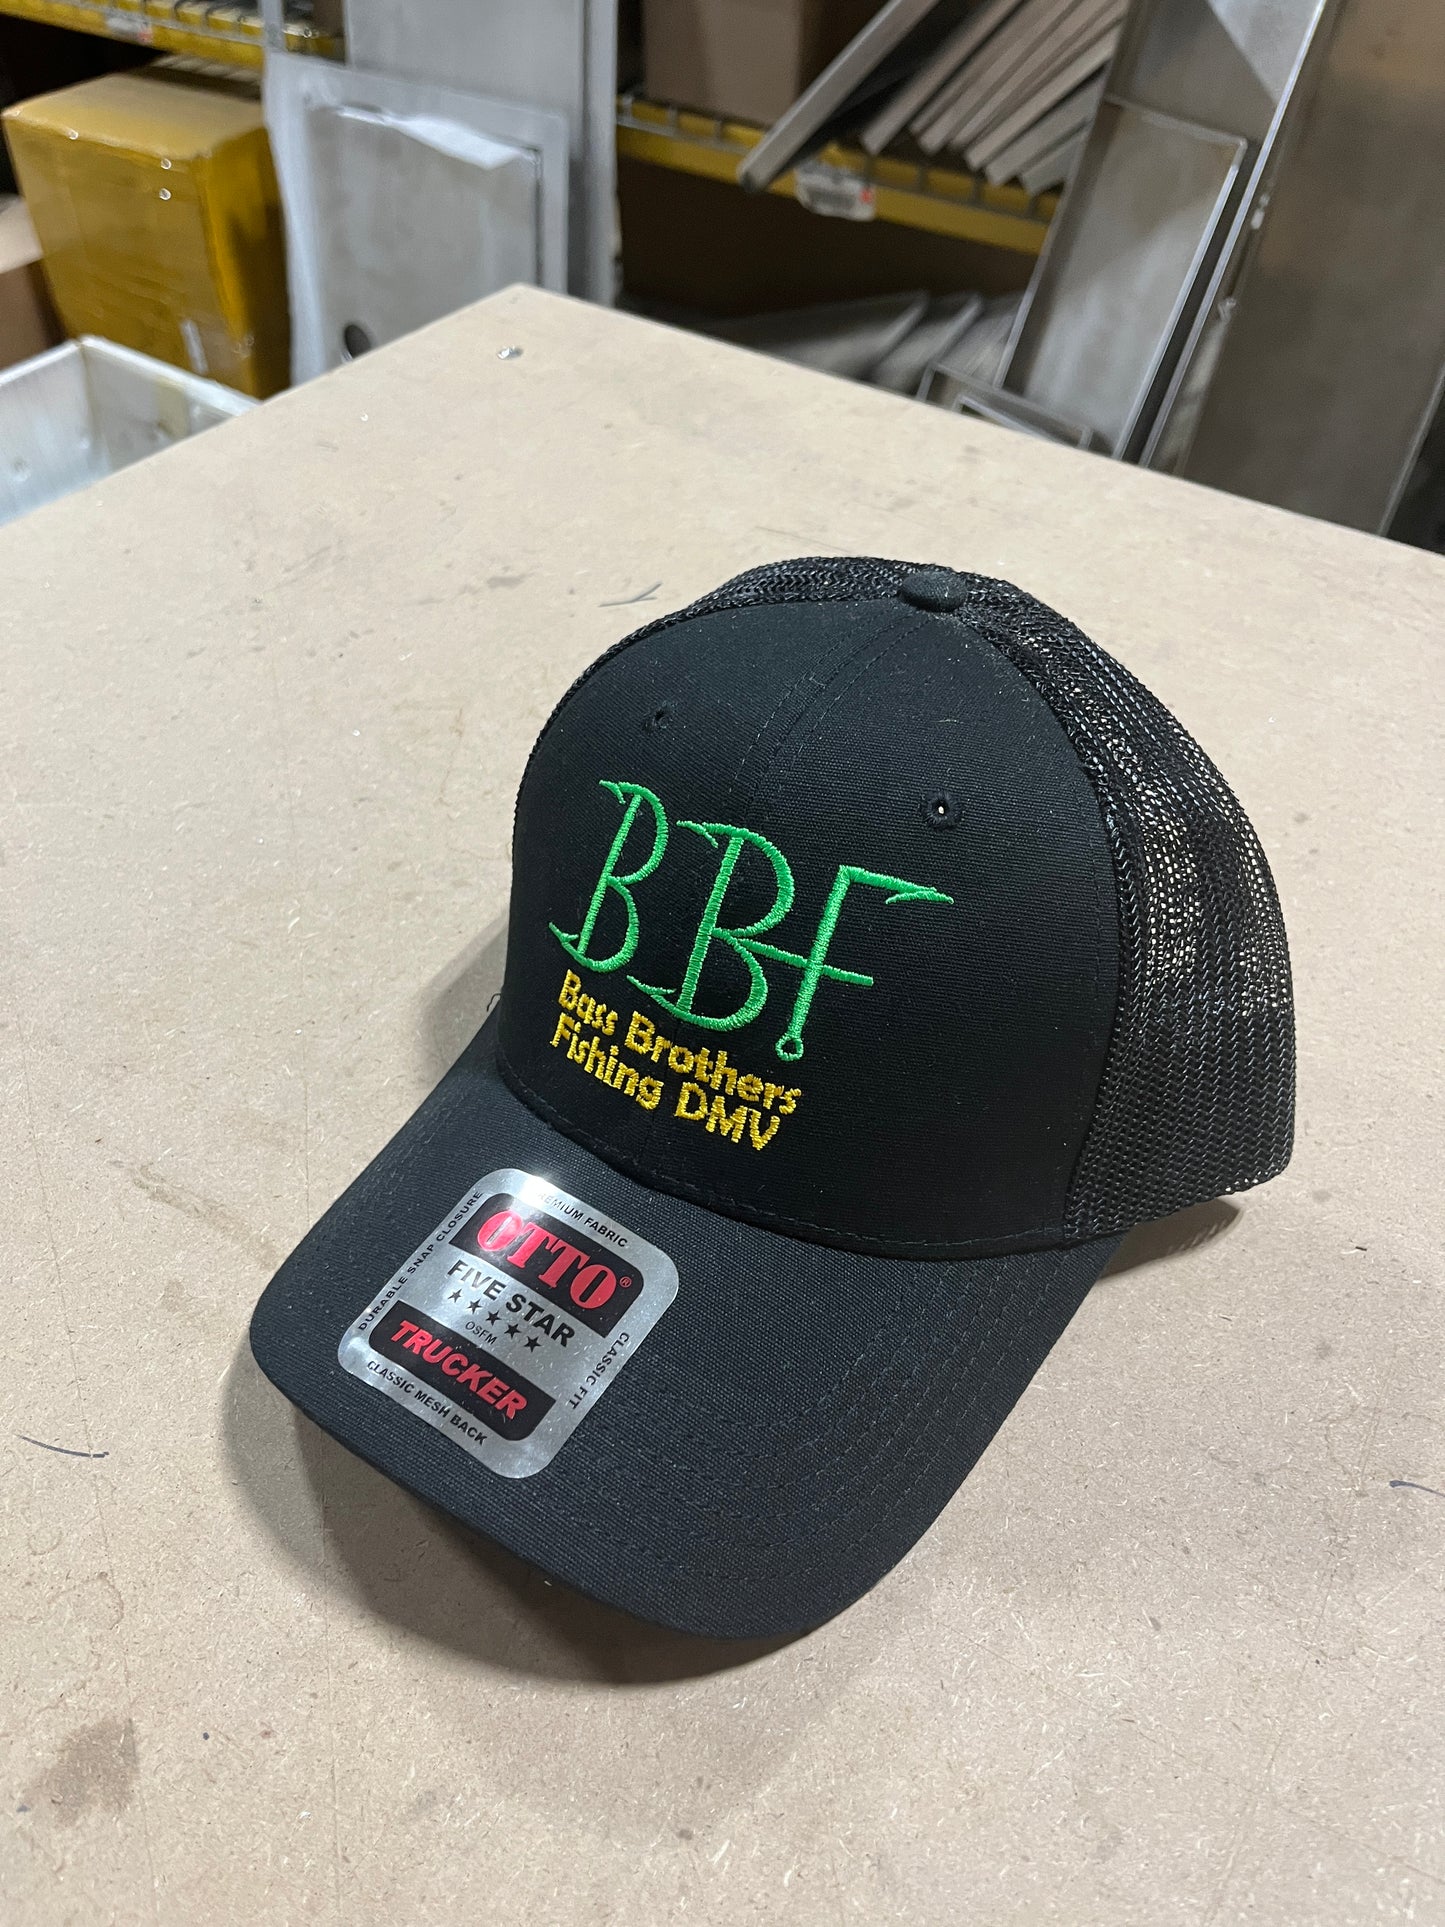 BBF
Bass Brothers
Fishing DMV
PREMIUM FABRIC
DURABLE SNAP CLOSURE
OTTO®
FIVE STAR
★★★★★
OSFM
TRUCKER
CLASSIC FIT
CLASSIC MESH BACK